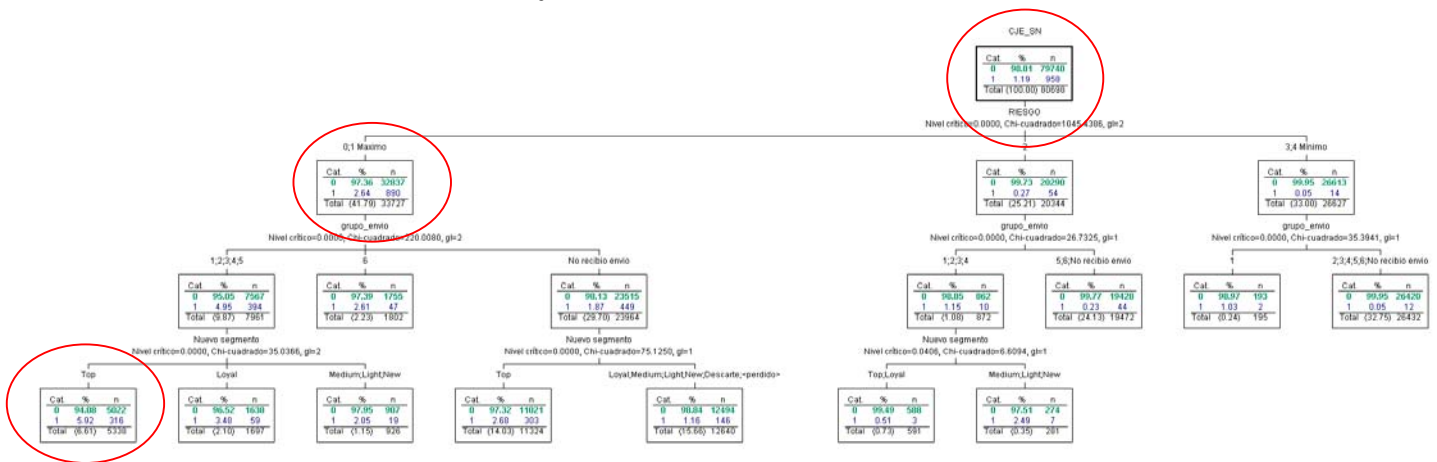 CJE_SN
Cat. % n
0 98.81 79740
1 1.19 958
Total (100.00) 80698
RIESGO
Nivel crítico=0.0000, Chi-cuadrado=1045.4386, gl=2
0;1 Maximo
2
3;4 Minimo
Cat. % n
0 97.36 32837
1 2.64 890
Total (41.79) 33727
Cat. % n
0 99.73 20290
1 0.27 54
Total (25.21) 20344
Cat. % n
0 99.95 26613
1 0.05 14
Total (33.00) 26627
grupo_envio
Nivel crítico=0.0000, Chi-cuadrado=220.0080, gl=2
grupo_envio
Nivel crítico=0.0000, Chi-cuadrado=26.7325, gl=1
grupo_envio
Nivel crítico=0.0000, Chi-cuadrado=35.3941, gl=1
1;2;3;4;5
6
No recibio envio
1;2;3;4
5;6;No recibio envio
1
2;3;4;5;6;No recibio envio
Cat. % n
0 95.05 7567
1 4.95 394
Total (9.87) 7961
Cat. % n
0 97.39 1755
1 2.61 47
Total (2.23) 1802
Cat. % n
0 98.13 23515
1 1.87 449
Total (29.70) 23964
Cat. % n
0 98.85 862
1 1.15 10
Total (1.08) 872
Cat. % n
0 99.77 19428
1 0.23 44
Total (24.13) 19472
Cat. % n
0 98.97 193
1 1.03 2
Total (0.24) 195
Cat. % n
0 99.95 26420
1 0.05 12
Total (32.75) 26432
Nuevo segmento
Nivel crítico=0.0000, Chi-cuadrado=35.0366, gl=2
Nuevo segmento
Nivel crítico=0.0000, Chi-cuadrado=75.1250, gl=1
Nuevo segmento
Nivel crítico=0.0406, Chi-cuadrado=6.6094, gl=1
Top
Loyal
Medium;Light;New
Top
Loyal;Medium;Light;New;Descarte;<perdido>
Top;Loyal
Medium;Light;New
Cat. % n
0 94.08 5022
1 5.92 316
Total (6.61) 5338
Cat. % n
0 96.52 1638
1 3.48 59
Total (2.10) 1697
Cat. % n
0 97.95 907
1 2.05 19
Total (1.15) 926
Cat. % n
0 97.32 11021
1 2.68 303
Total (14.03) 11324
Cat. % n
0 98.84 12494
1 1.16 146
Total (15.66) 12640
Cat. % n
0 99.49 588
1 0.51 3
Total (0.73) 591
Cat. % n
0 97.51 274
1 2.49 7
Total (0.35) 281